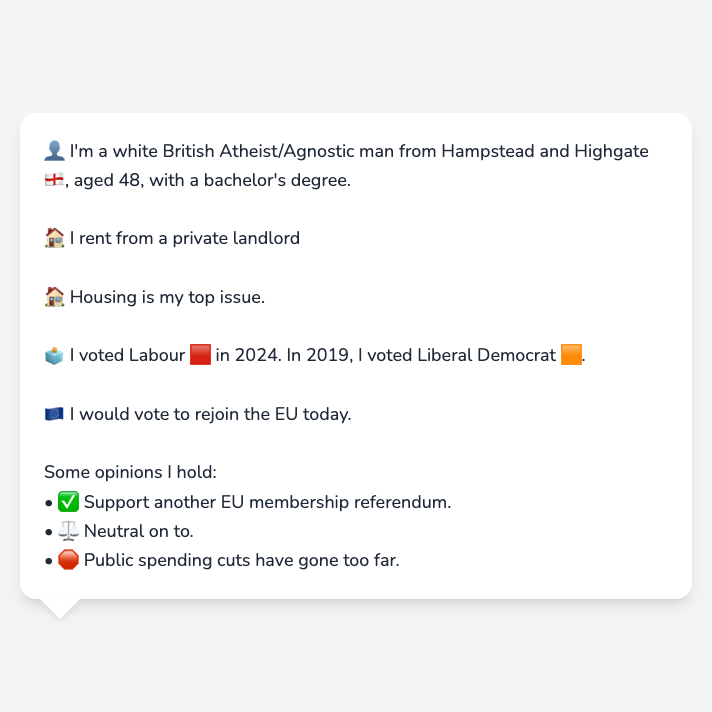 👤 I'm a white British Atheist/Agnostic man from Hampstead and Highgate
🏴󠁧󠁢󠁥󠁮󠁧󠁿, aged 48, with a bachelor's degree.
🏠 I rent from a private landlord
🏠 Housing is my top issue.
🗳️ I voted Labour 🟥 in 2024. In 2019, I voted Liberal Democrat 🟧.
🇪🇺 I would vote to rejoin the EU today.
Some opinions I hold:
• ✅ Support another EU membership referendum.
• ⚖️ Neutral on to.
• 🛑 Public spending cuts have gone too far.